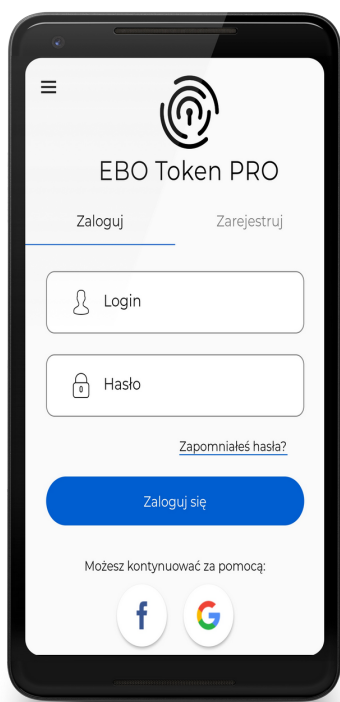 EBO Token PRO
Zaloguj Zarejestruj
Login
Hasło
Zapomniałeś hasła?
Zaloguj się
Możesz kontynuować za pomocą: